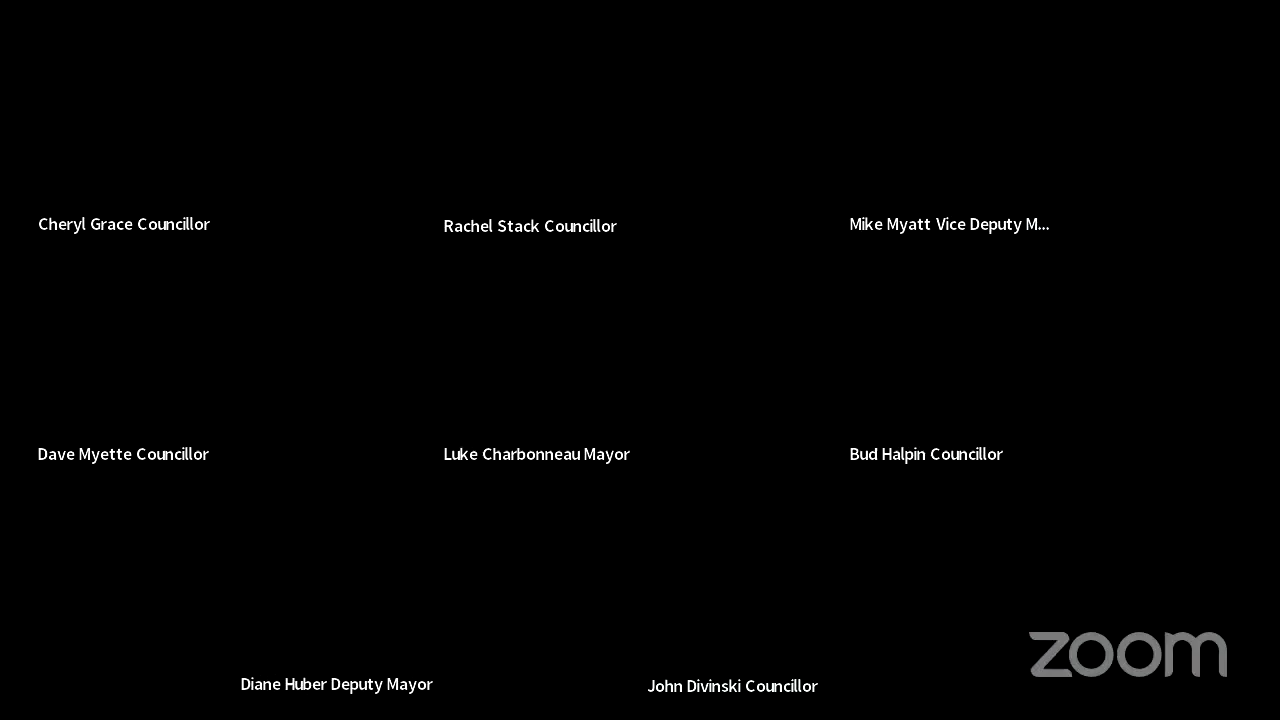 Cheryl Grace Councillor
Rachel Stack Councillor
Mike Myatt Vice Deputy M...
Dave Myette Councillor
Luke Charbonneau Mayor
Bud Halpin Councillor
Diane Huber Deputy Mayor
John Divinski Councillor
zoom